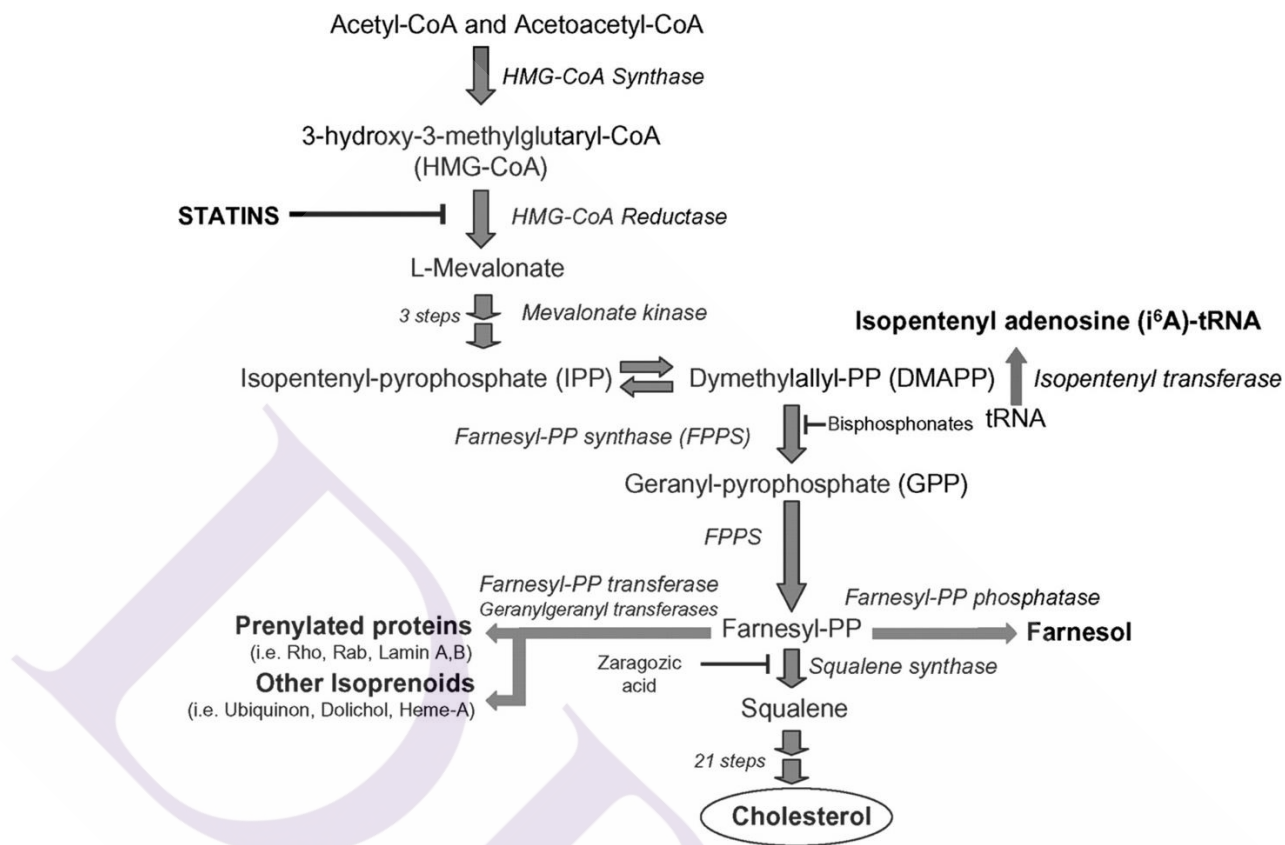 Acetyl-CoA and Acetoacetyl-CoA
HMG-CoA Synthase
3-hydroxy-3-methylglutaryl-CoA
(HMG-CoA)
STATINS
HMG-CoA Reductase
L-Mevalonate
3 steps
Mevalonate kinase
Isopentenyl adenosine (i⁶A)-tRNA
Isopentenyl-pyrophosphate (IPP)
Dymethylallyl-PP (DMAPP)
Isopentenyl transferase
Farnesyl-PP synthase (FPPS)
Bisphosphonates
tRNA
Geranyl-pyrophosphate (GPP)
FPPS
Farnesyl-PP transferase
Geranylgeranyl transferases
Farnesyl-PP phosphatase
Prenylated proteins
(i.e. Rho, Rab, Lamin A,B)
Farnesyl-PP
Farnesol
Other Isoprenoids
(i.e. Ubiquinon, Dolichol, Heme-A)
Zaragozic
acid
Squalene synthase
Squalene
21 steps
Cholesterol